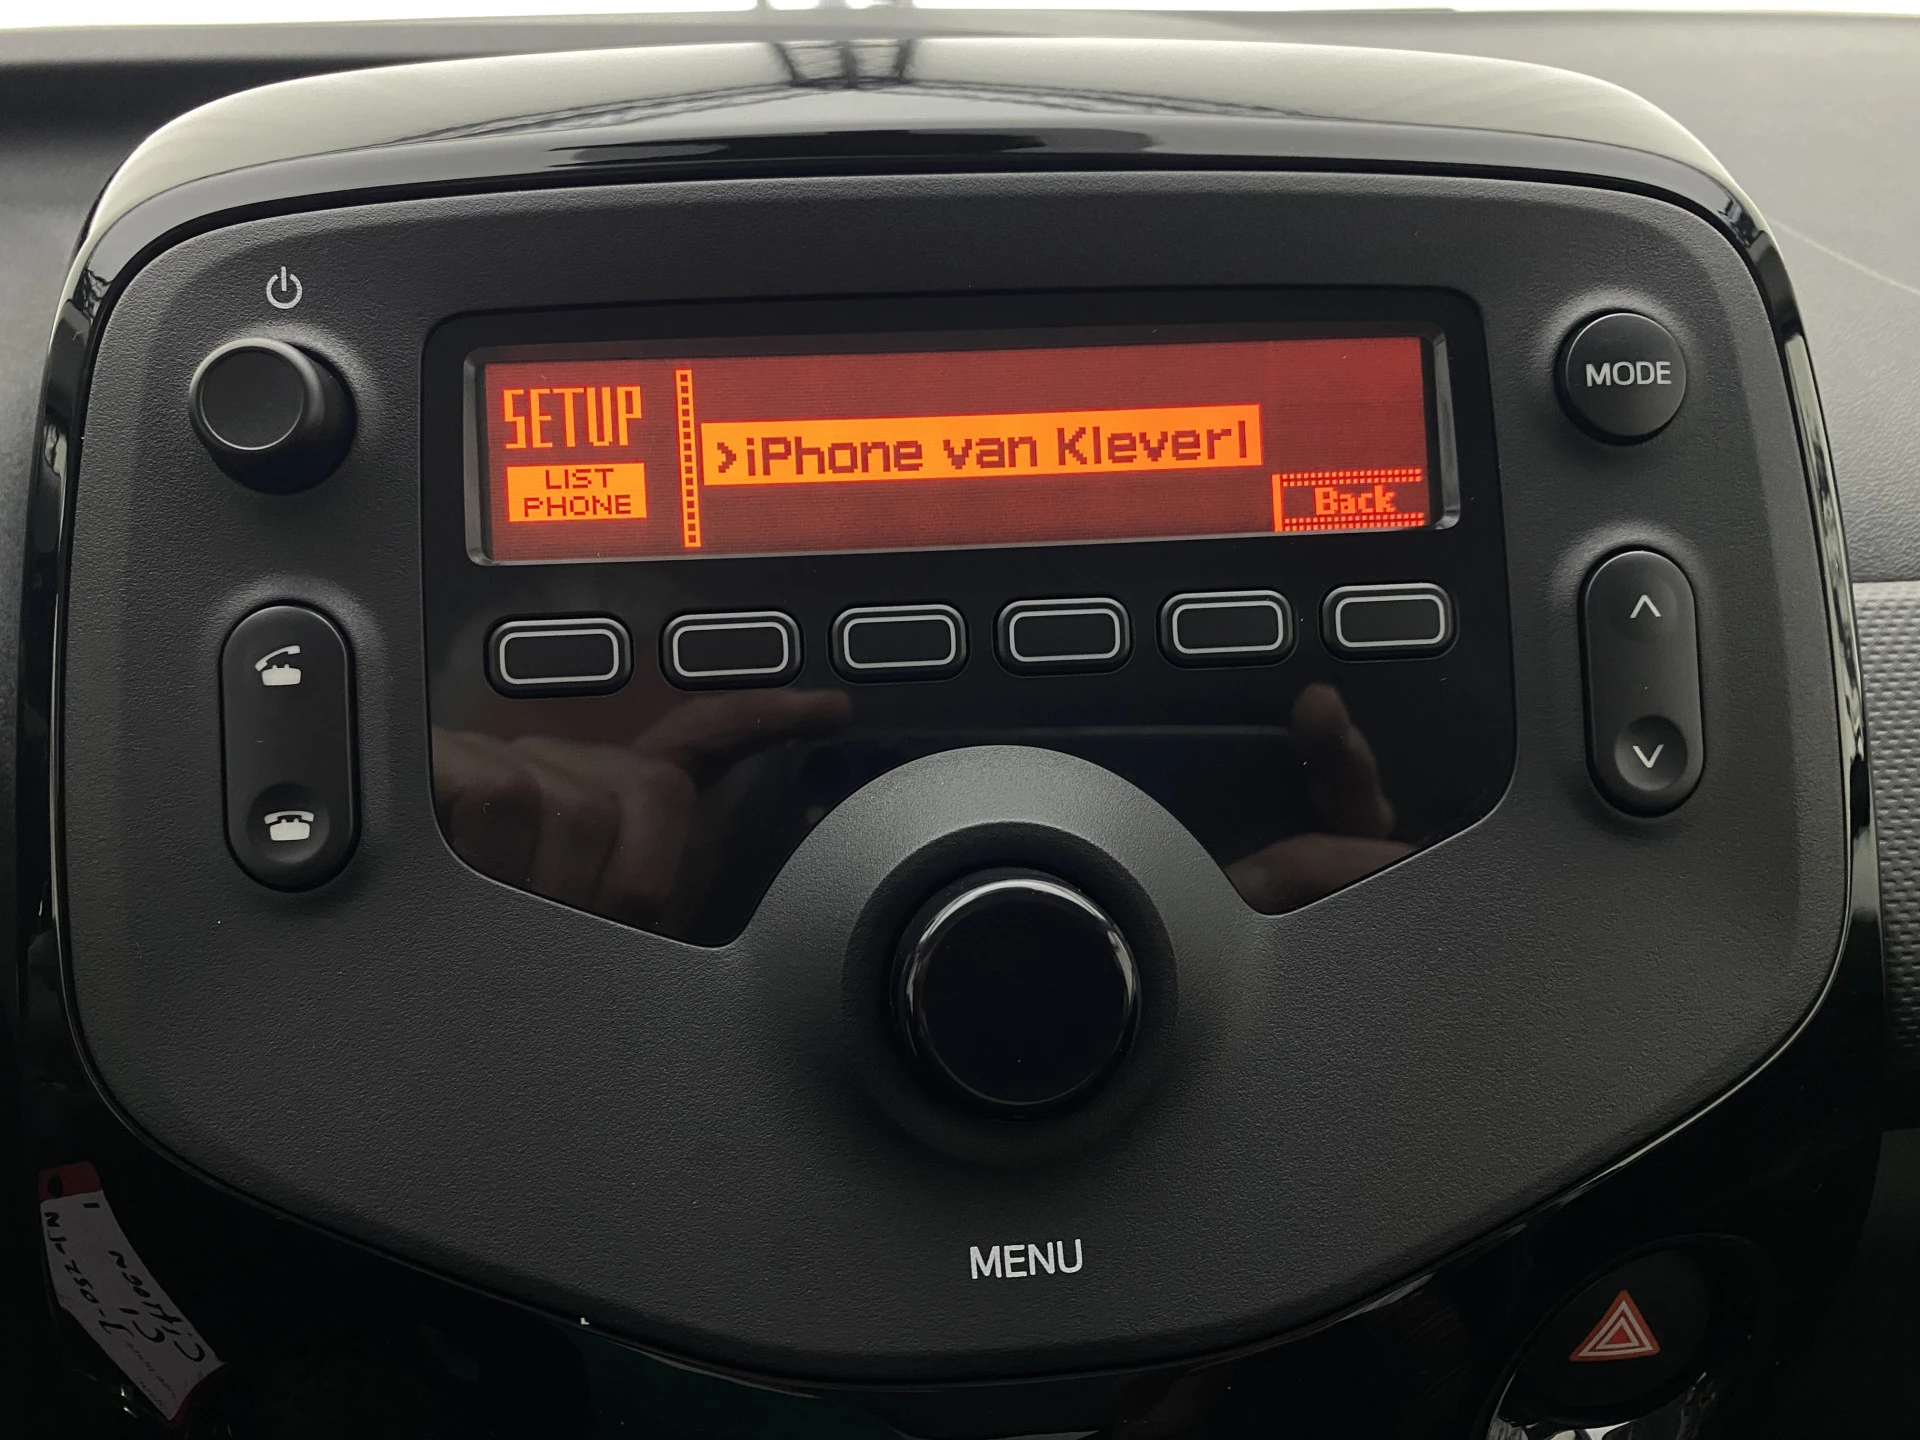 SETUP
LIST
PHONE
>iPhone van Kleverl
Back
MODE
MENU